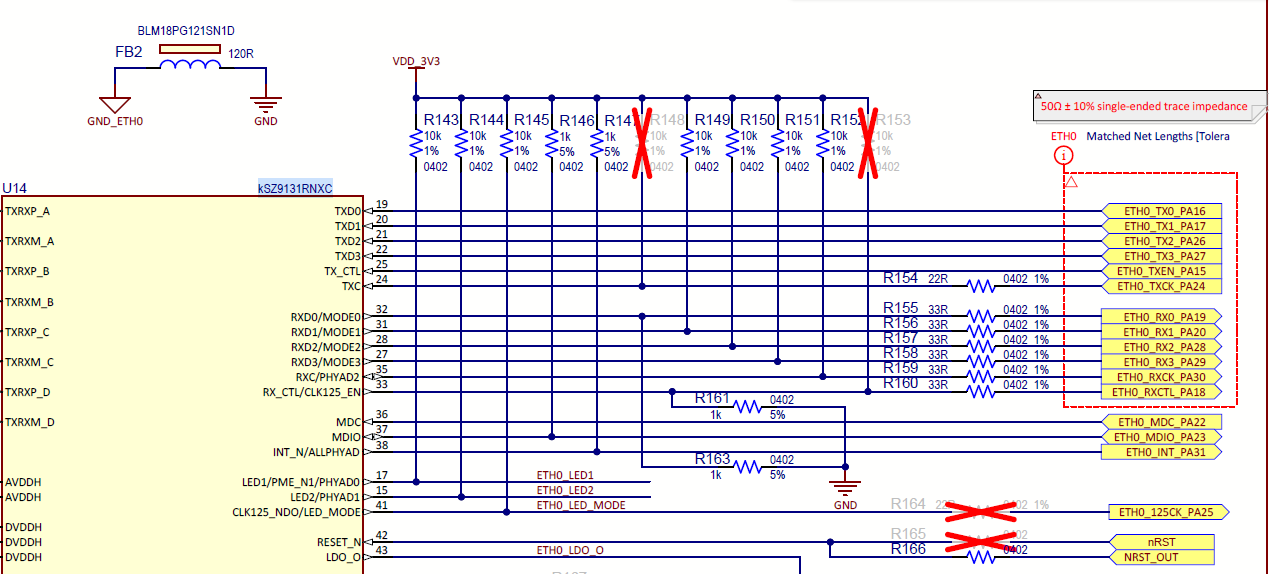 BLM18PG121SN1D
FB2
120R
GND_ETH0
GND
VDD_3V3
R143 10k 1% 0402
R144 10k 1% 0402
R145 10k 1% 0402
R146 1k 5% 0402
R147 1k 5% 0402
R148 10k 1% 0402
R149 10k 1% 0402
R150 10k 1% 0402
R151 10k 1% 0402
R152 10k 1% 0402
R153 10k 1% 0402
50Ω ± 10% single-ended trace impedance
ETH0 Matched Net Lengths [Tolera
i
U14
kSZ9131RNXC
TXRXP_A
TXRXM_A
TXRXP_B
TXRXM_B
TXRXP_C
TXRXM_C
TXRXP_D
TXRXM_D
AVDDH
AVDDH
DVDDH
DVDDH
DVDDH
TXD0 19 ETH0_TX0_PA16
TXD1 20 ETH0_TX1_PA17
TXD2 21 ETH0_TX2_PA26
TXD3 22 ETH0_TX3_PA27
TX_CTL 25 ETH0_TXEN_PA15
TXC 24 R154 22R 0402 1% ETH0_TXCK_PA24
RXD0/MODE0 32 R155 33R 0402 1% ETH0_RX0_PA19
RXD1/MODE1 31 R156 33R 0402 1% ETH0_RX1_PA20
RXD2/MODE2 28 R157 33R 0402 1% ETH0_RX2_PA28
RXD3/MODE3 27 R158 33R 0402 1% ETH0_RX3_PA29
RXC/PHYAD2 35 R159 33R 0402 1% ETH0_RXCK_PA30
RX_CTL/CLK125_EN 33 R160 33R 0402 1% ETH0_RXCTL_PA18
R161 0402
1k 5%
MDC 36 ETH0_MDC_PA22
MDIO 37 ETH0_MDIO_PA23
INT_N/ALLPHYAD 38 ETH0_INT_PA31
R163 0402
1k 5%
GND
LED1/PME_N1/PHYAD0 17 ETH0_LED1
LED2/PHYAD1 15 ETH0_LED2
CLK125_NDO/LED_MODE 41 ETH0_LED_MODE R164 22R 0402 1% ETH0_125CK_PA25
RESET_N 42 R165 nRST
LDO_O 43 ETH0_LDO_O R166 0402 NRST_OUT